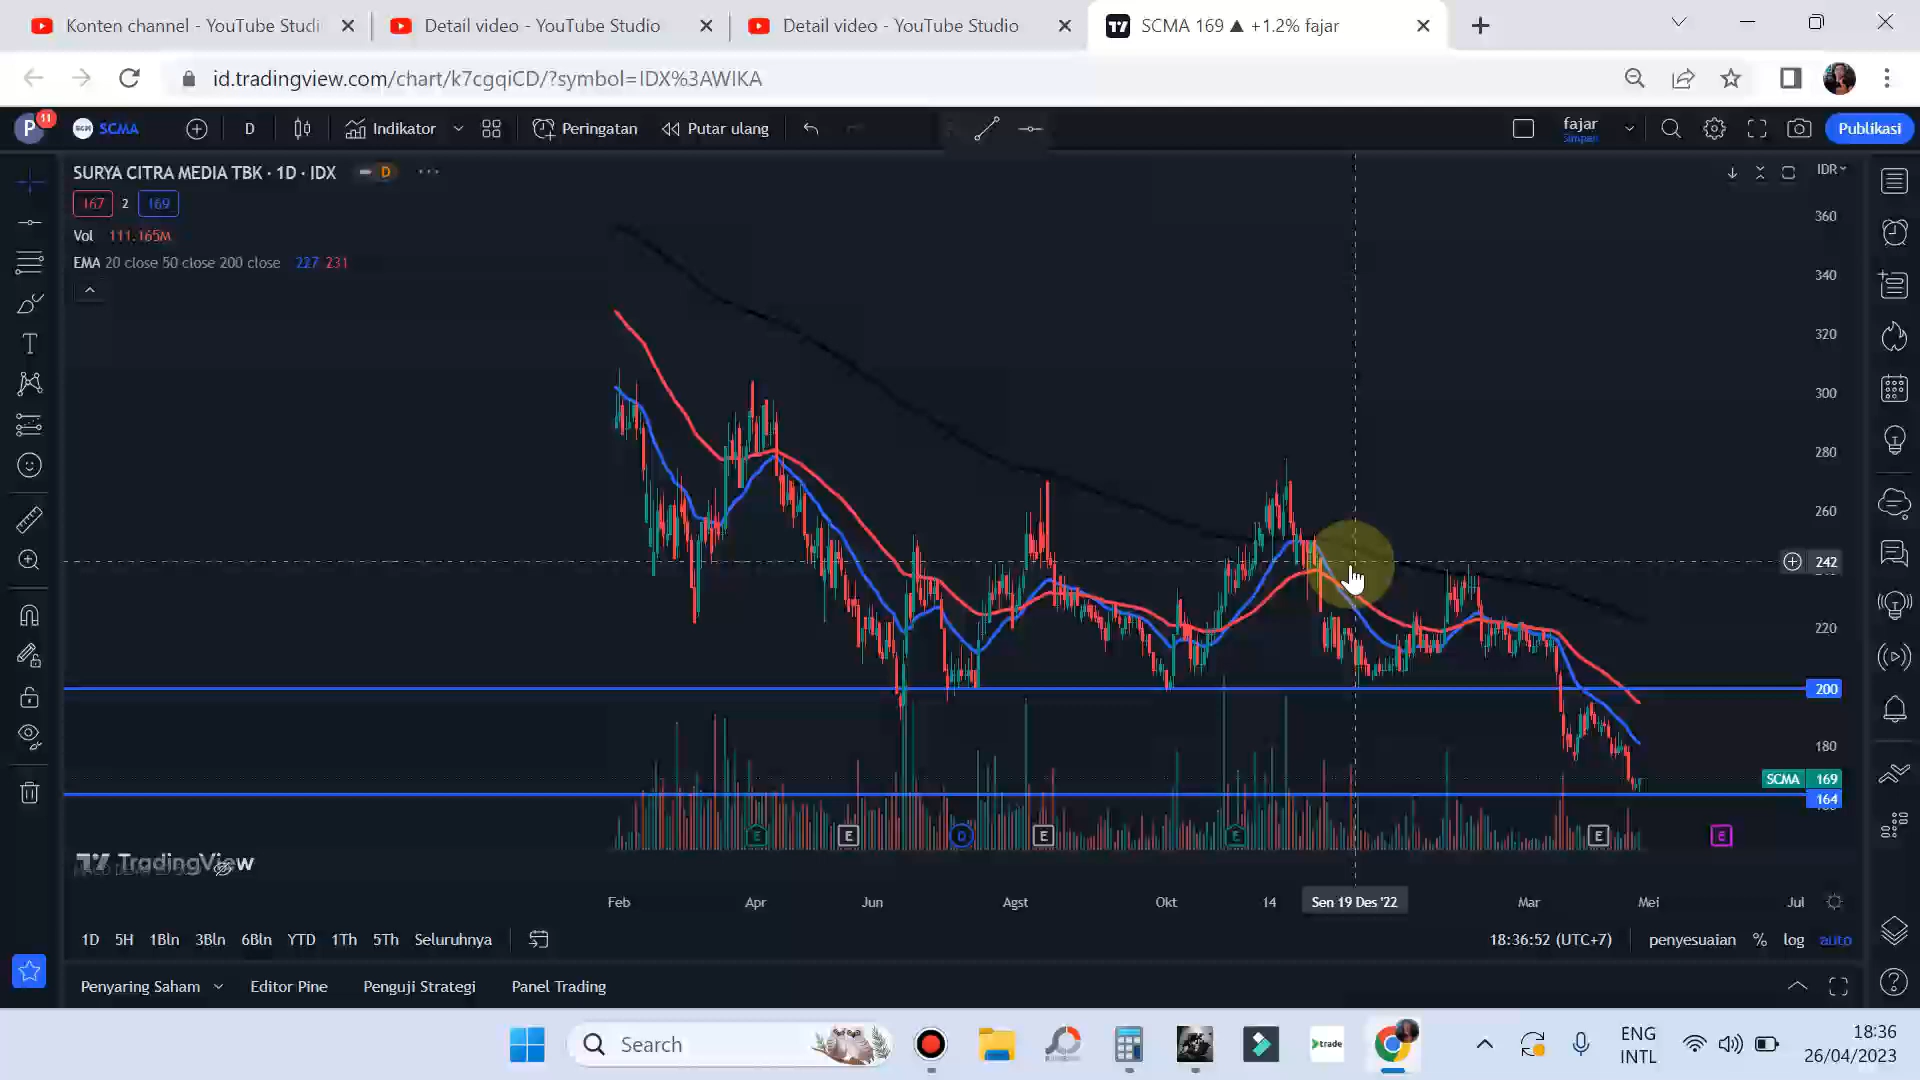 Konten channel - YouTube Studi
Detail video - YouTube Studio
Detail video - YouTube Studio
SCMA 169 ▲ +1.2% fajar
id.tradingview.com/chart/k7cgqiCD/?symbol=IDX%3AWIKA
P 11 SCMA D Indikator Peringatan Putar ulang fajar Simpan Publikasi
SURYA CITRA MEDIA TBK · 1D · IDX D
IDR
167 2 169
Vol 111.165M
EMA 20 close 50 close 200 close 227 231
360
340
320
300
280
260
242
220
200
180
SCMA 169
164
E E D E E E E
TradingView
Feb Apr Jun Agst Okt 14 Sen 19 Des '22 Mar Mei Jul
1D 5H 1Bln 3Bln 6Bln YTD 1Th 5Th Seluruhnya 18:36:52 (UTC+7) penyesuaian % log auto
Penyaring Saham Editor Pine Penguji Strategi Panel Trading
Search
trade
ENG
INTL
18:36
26/04/2023